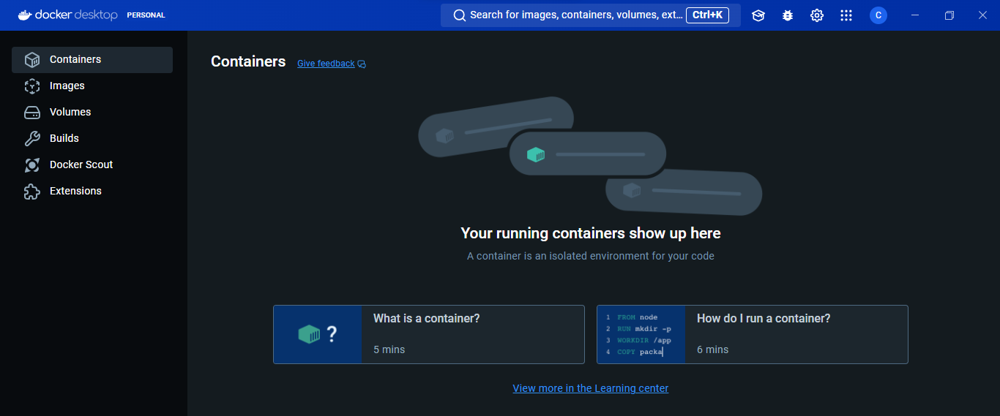 docker desktop PERSONAL
Search for images, containers, volumes, ext... Ctrl+K
C
Containers
Images
Volumes
Builds
Docker Scout
Extensions
Containers Give feedback
Your running containers show up here
A container is an isolated environment for your code
?
What is a container?
5 mins
1 FROM node
2 RUN mkdir -p
3 WORKDIR /app
4 COPY packa
How do I run a container?
6 mins
View more in the Learning center